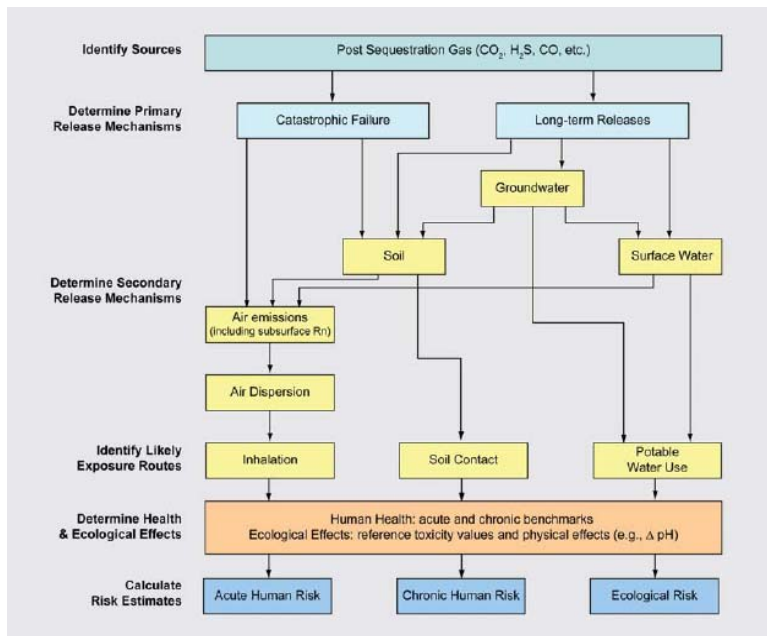 Identify Sources
Post Sequestration Gas (CO₂, H₂S, CO, etc.)
Determine Primary
Release Mechanisms
Catastrophic Failure
Long-term Releases
Groundwater
Soil
Surface Water
Determine Secondary
Release Mechanisms
Air emissions
(including subsurface Rn)
Air Dispersion
Identify Likely
Exposure Routes
Inhalation
Soil Contact
Potable
Water Use
Determine Health
& Ecological Effects
Human Health: acute and chronic benchmarks
Ecological Effects: reference toxicity values and physical effects (e.g., Δ pH)
Calculate
Risk Estimates
Acute Human Risk
Chronic Human Risk
Ecological Risk